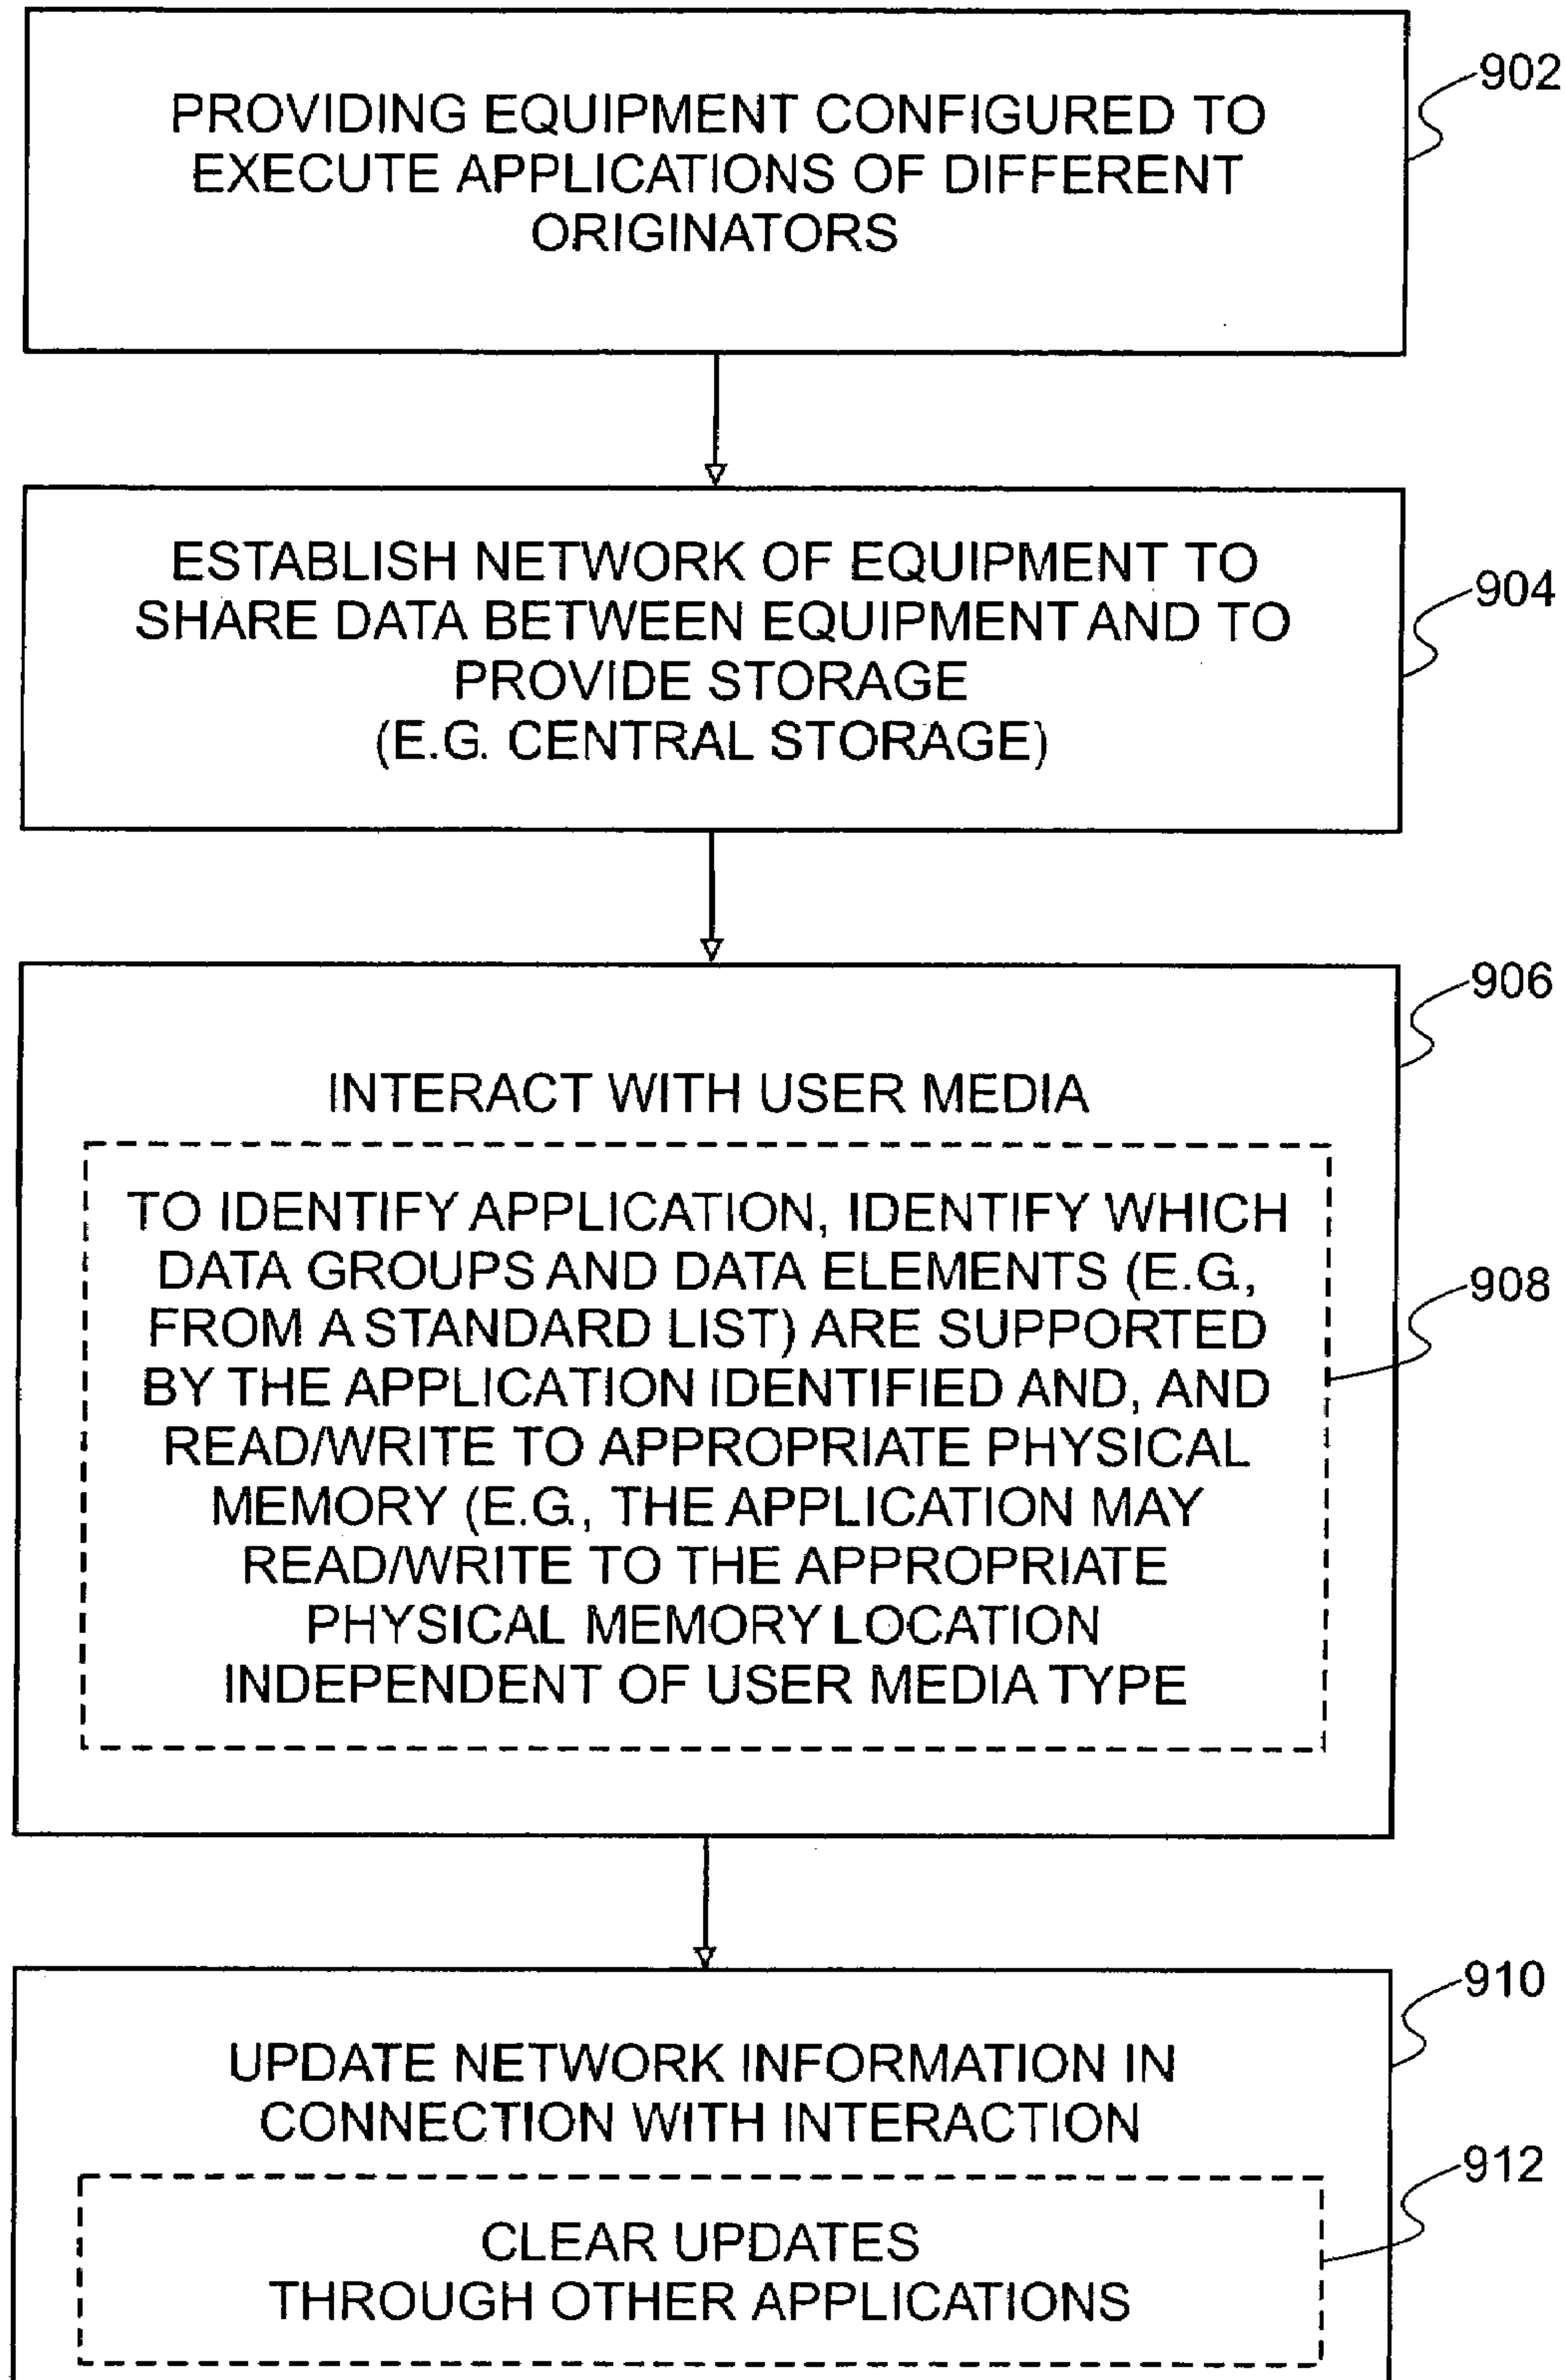 902
PROVIDING EQUIPMENT CONFIGURED TO
EXECUTE APPLICATIONS OF DIFFERENT
ORIGINATORS
904
ESTABLISH NETWORK OF EQUIPMENT TO
SHARE DATA BETWEEN EQUIPMENT AND TO
PROVIDE STORAGE
(E.G. CENTRAL STORAGE)
906
INTERACT WITH USER MEDIA
908
TO IDENTIFY APPLICATION, IDENTIFY WHICH
DATA GROUPS AND DATA ELEMENTS (E.G.,
FROM A STANDARD LIST) ARE SUPPORTED
BY THE APPLICATION IDENTIFIED AND, AND
READ/WRITE TO APPROPRIATE PHYSICAL
MEMORY (E.G., THE APPLICATION MAY
READ/WRITE TO THE APPROPRIATE
PHYSICAL MEMORY LOCATION
INDEPENDENT OF USER MEDIA TYPE
910
UPDATE NETWORK INFORMATION IN
CONNECTION WITH INTERACTION
912
CLEAR UPDATES
THROUGH OTHER APPLICATIONS